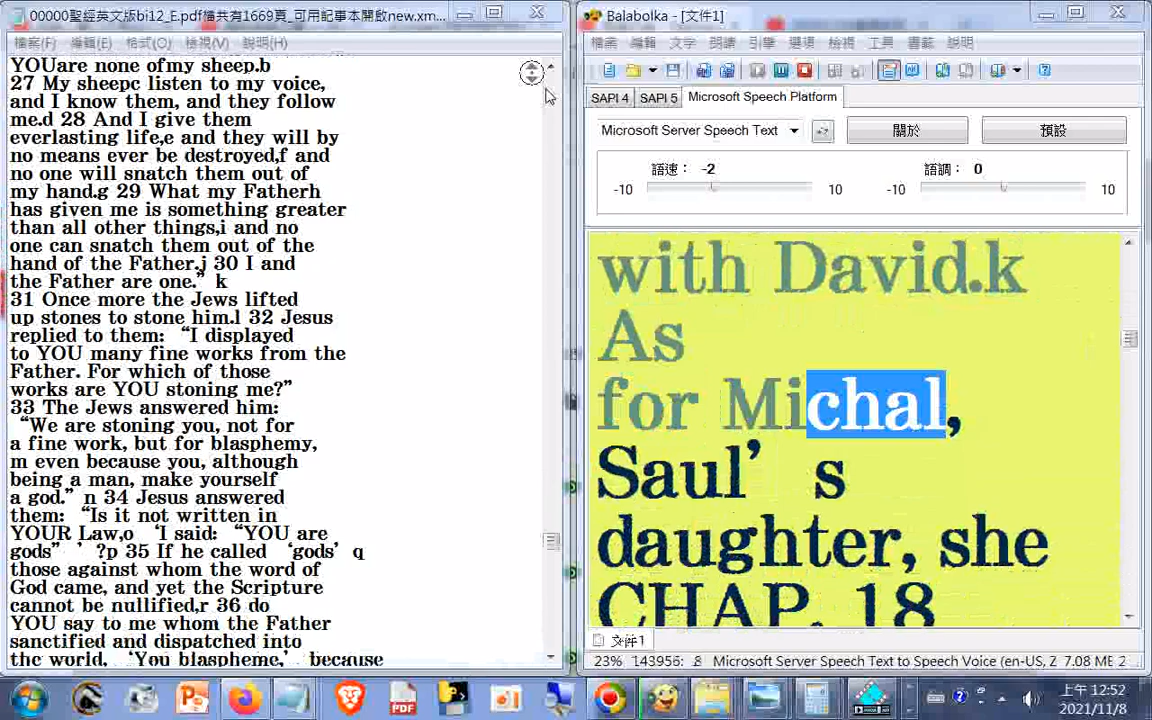 00000聖經英文版bi12_E.pdf檔共有1669頁_可用記事本開啟new.xm...
檔案(F) 編輯(E) 格式(O) 檢視(V) 說明(H)
YOUare none ofmy sheep.b
27 My sheepc listen to my voice,
and I know them, and they follow
me.d 28 And I give them
everlasting life,e and they will by
no means ever be destroyed,f and
no one will snatch them out of
my hand.g 29 What my Fatherh
has given me is something greater
than all other things,i and no
one can snatch them out of the
hand of the Father.j 30 I and
the Father are one.” k
31 Once more the Jews lifted
up stones to stone him.l 32 Jesus
replied to them: “I displayed
to YOU many fine works from the
Father. For which of those
works are YOU stoning me?”
33 The Jews answered him:
“We are stoning you, not for
a fine work, but for blasphemy,
m even because you, although
being a man, make yourself
a god.” n 34 Jesus answered
them: “Is it not written in
YOUR Law,o ‘I said: “YOU are
gods” ’ ?p 35 If he called ‘gods’ q
those against whom the word of
God came, and yet the Scripture
cannot be nullified,r 36 do
YOU say to me whom the Father
sanctified and dispatched into
the world, ‘You blaspheme,’ because
Balabolka - [文件1]
檔案 編輯 文字 朗讀 引擎 選項 檢視 工具 書籤 說明
SAPI 4 SAPI 5 Microsoft Speech Platform
Microsoft Server Speech Text 關於 預設
語速： -2 語調： 0
-10 10 -10 10
with David.k
As
for Michal,
Saul’ s
daughter, she
CHAP. 18
文件1
23% 143956: 8 Microsoft Server Speech Text to Speech Voice (en-US, Z 7.08 MB 2
PDF
上午 12:52
2021/11/8